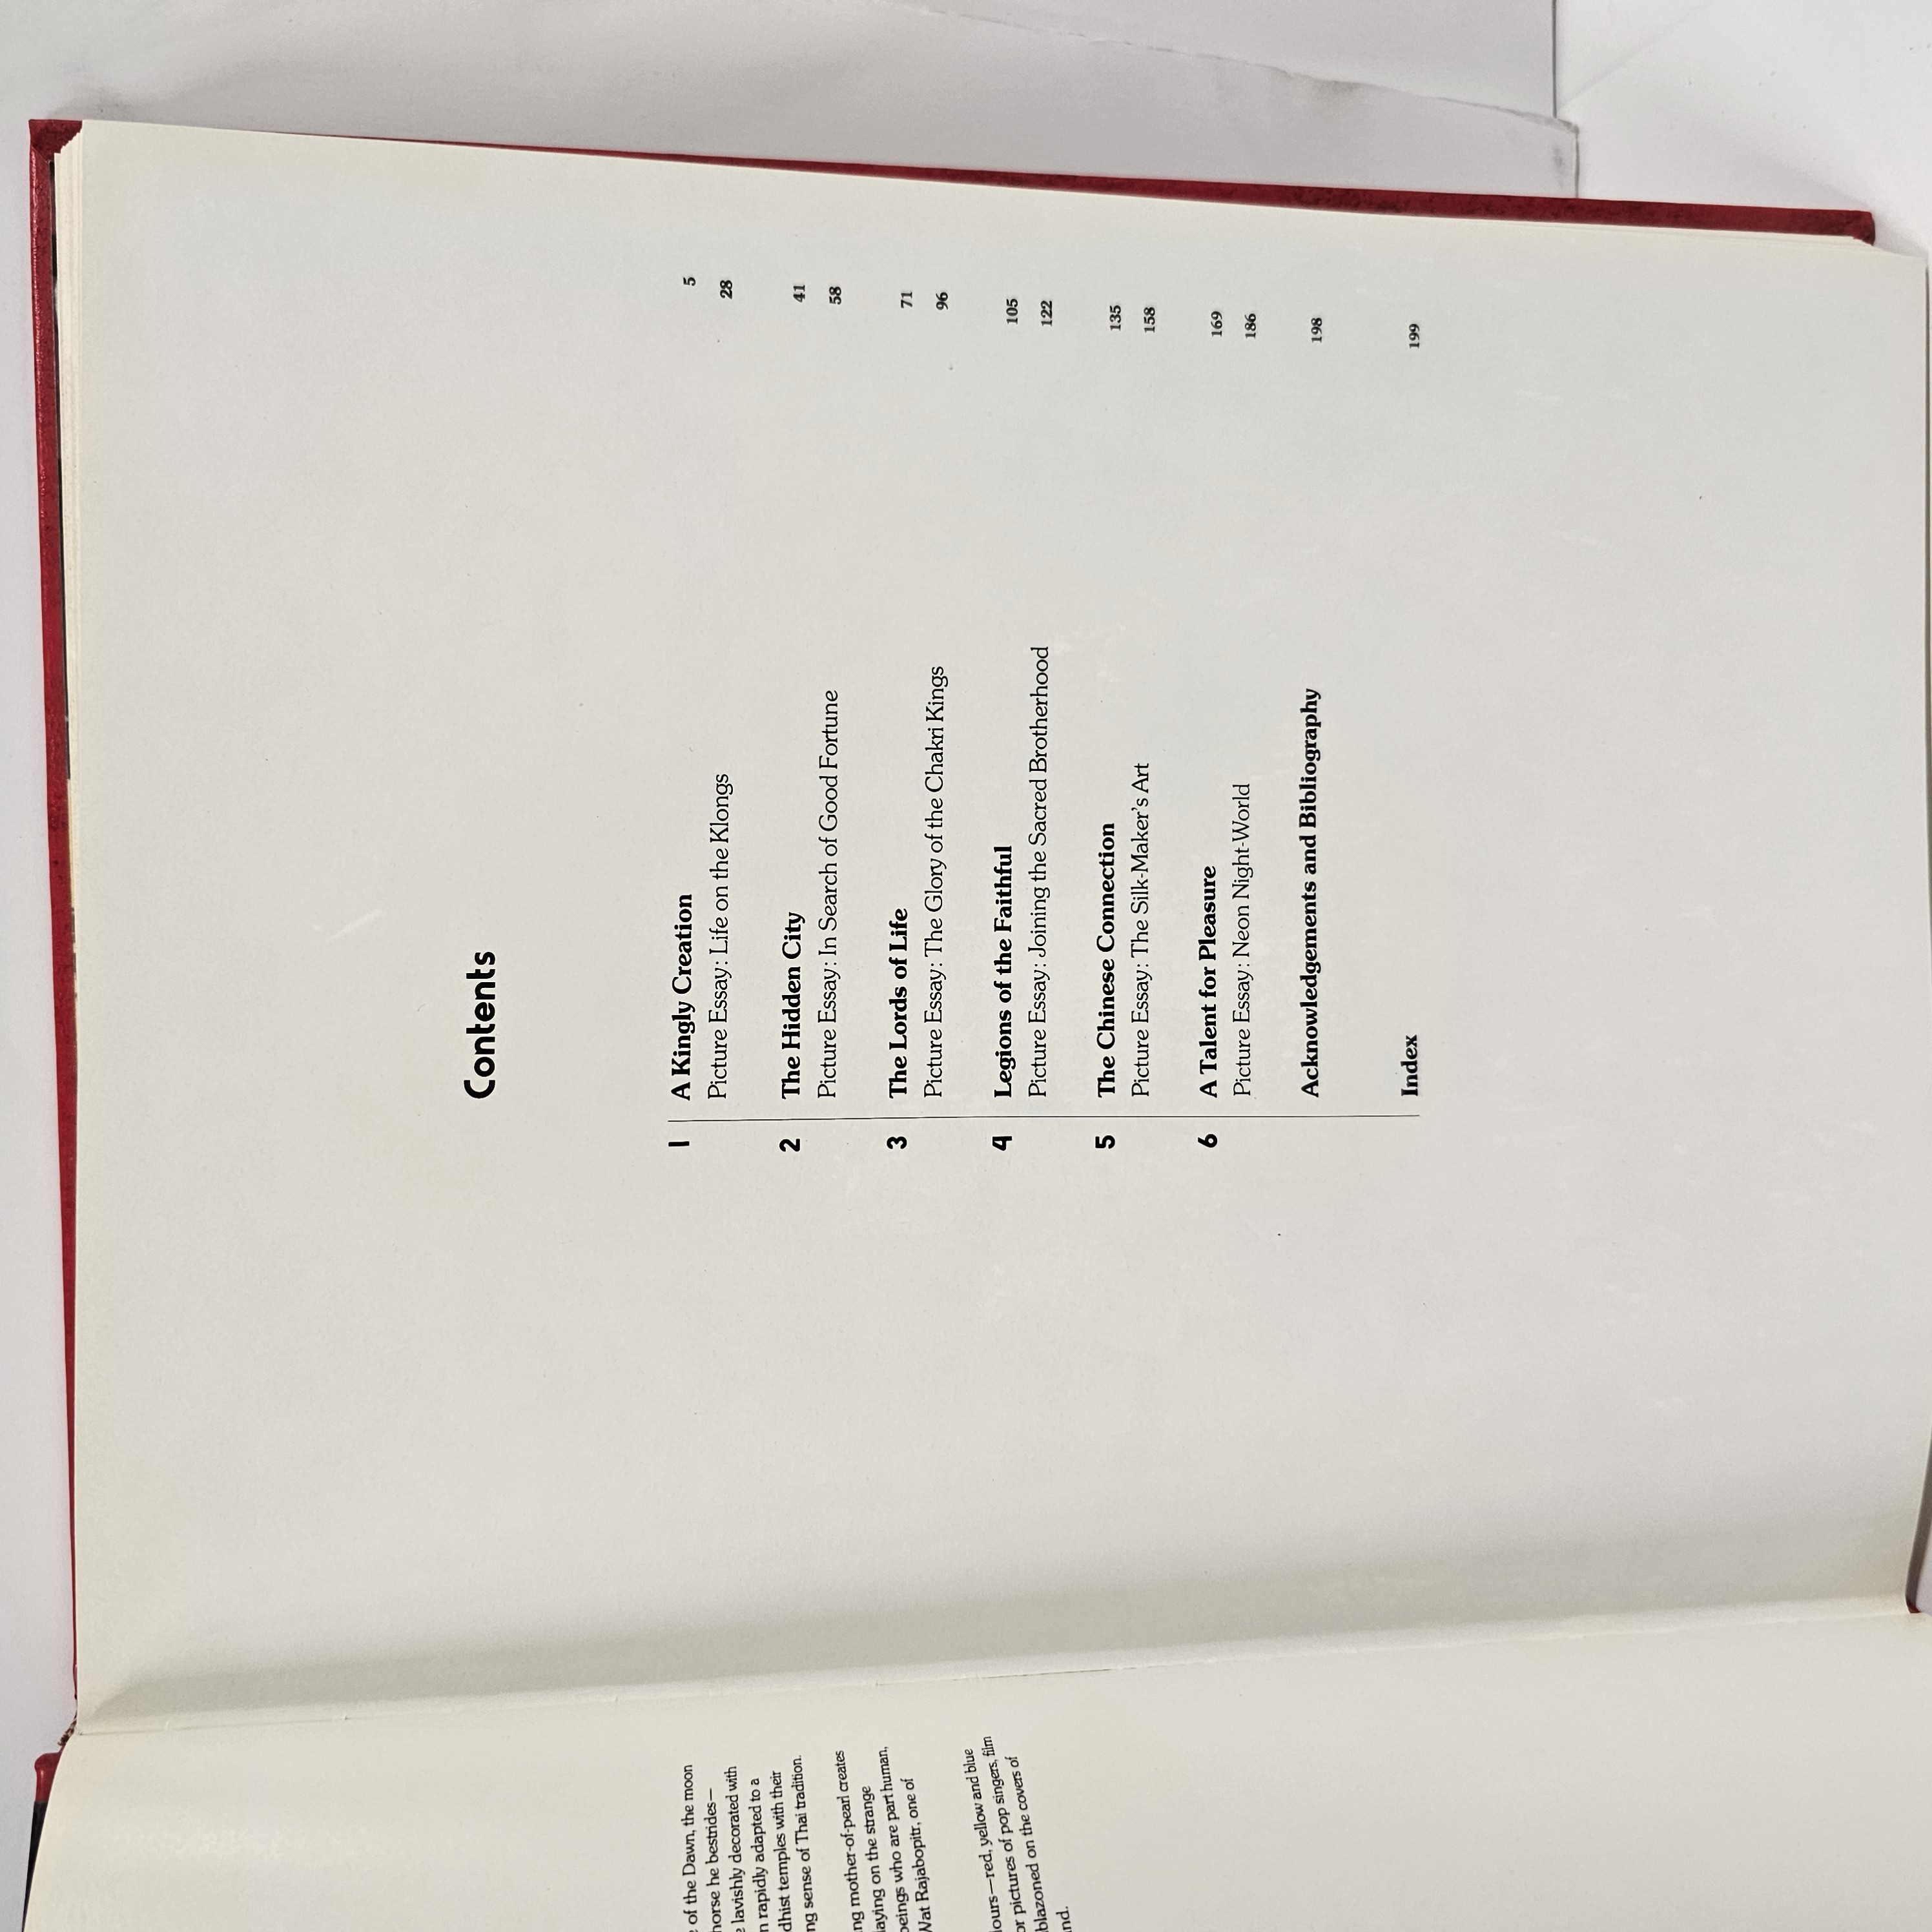 of the Dawn, the moon
horse he bestrides—
lavishly decorated with
rapidly adapted to a
temples with their
sense of Thai tradition.
mother-of-pearl creates
on the strange
beings who are part human,
Wat Rajabopitr, one of
red, yellow and blue
or pictures of pop singers, film
on the covers of
Contents
1 A Kingly Creation 5
Picture Essay: Life on the Klongs 28
2 The Hidden City 41
Picture Essay: In Search of Good Fortune 58
3 The Lords of Life 71
Picture Essay: The Glory of the Chakri Kings 96
4 Legions of the Faithful 105
Picture Essay: Joining the Sacred Brotherhood 122
5 The Chinese Connection 135
Picture Essay: The Silk-Maker's Art 158
6 A Talent for Pleasure 169
Picture Essay: Neon Night-World 186
Acknowledgements and Bibliography 198
Index 199